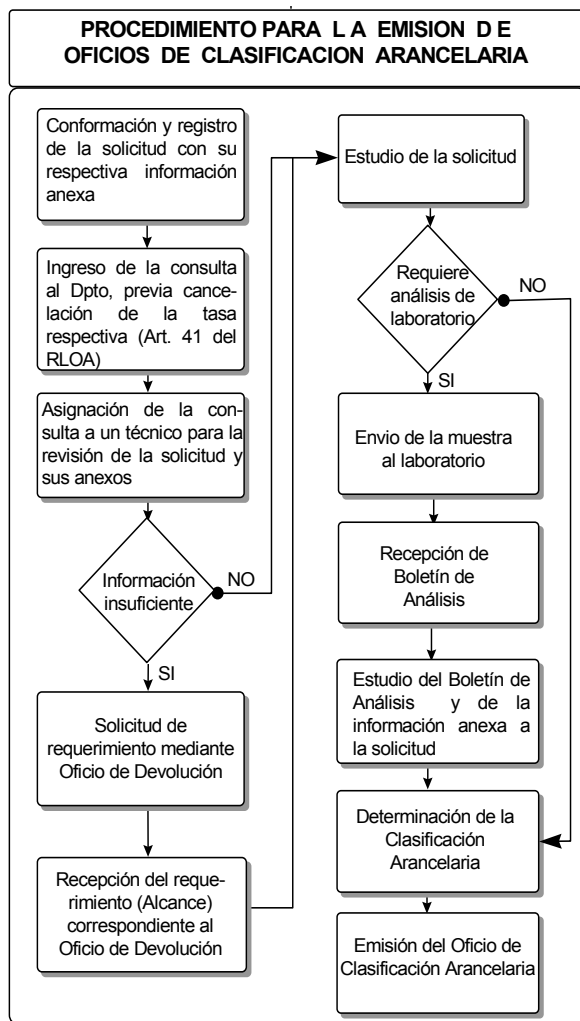 PROCEDIMIENTO PARA L A EMISION D E
OFICIOS DE CLASIFICACION ARANCELARIA
Conformación y registro
de la solicitud con su
respectiva información
anexa
Ingreso de la consulta
al Dpto, previa cance-
lación de la tasa
respectiva (Art. 41 del
RLOA)
Asignación de la con-
sulta a un técnico para la
revisión de la solicitud y
sus anexos
Información
insuficiente
NO
SI
Solicitud de
requerimiento mediante
Oficio de Devolución
Recepción del reque-
rimiento (Alcance)
correspondiente al
Oficio de Devolución
Estudio de la solicitud
Requiere
análisis de
laboratorio
NO
SI
Envio de la muestra
al laboratorio
Recepción de
Boletín de
Análisis
Estudio del Boletín de
Análisis y de la
información anexa a
la solicitud
Determinación de la
Clasificación
Arancelaria
Emisión del Oficio de
Clasificación Arancelaria